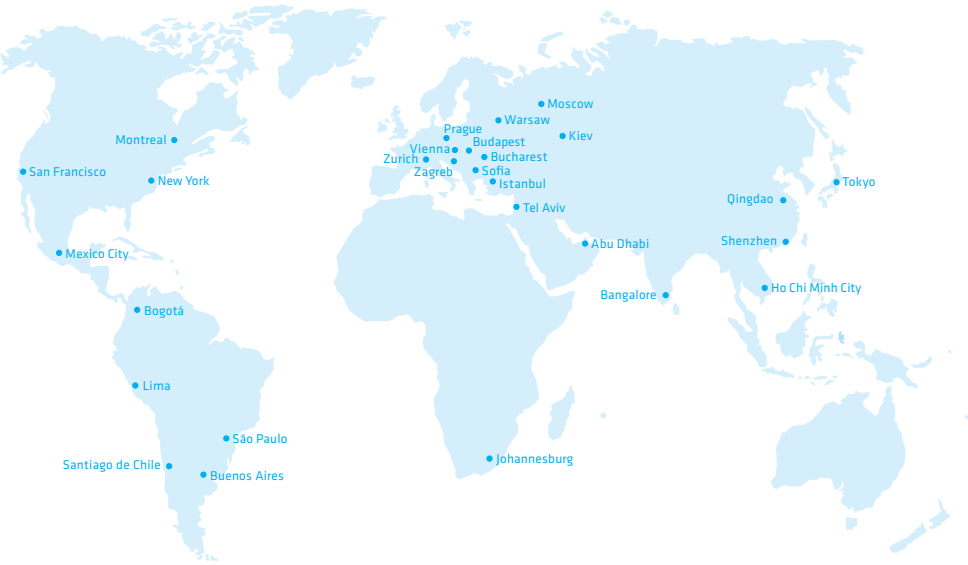 Moscow
Warsaw
Prague
Kiev
Montreal
Budapest
Vienna
Zurich
Bucharest
San Francisco
Zagreb
Sofia
New York
Istanbul
Tokyo
Qingdao
Tel Aviv
Shenzhen
Abu Dhabi
Mexico City
Ho Chi Minh City
Bangalore
Bogotá
Lima
São Paulo
Santiago de Chile
Johannesburg
Buenos Aires